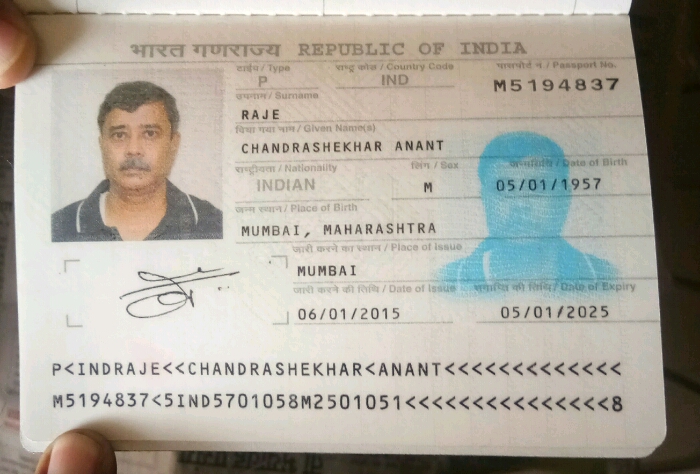 भारत गणराज्य REPUBLIC OF INDIA
टाईप / Type राष्ट्र कोड / Country Code पासपोर्ट न / Passport No.
P IND M5194837
उपनाम / Surname
RAJE
दिया गया नाम / Given Name(s)
CHANDRASHEKHAR ANANT
राष्ट्रीयता / Nationality लिंग / Sex जन्मतिथि / Date of Birth
INDIAN M 05/01/1957
जन्म स्थान / Place of Birth
MUMBAI, MAHARASHTRA
जारी करने का स्थान / Place of Issue
MUMBAI
जारी करने की तिथि / Date of Issue समाप्ति की तिथि / Date of Expiry
06/01/2015 05/01/2025
P<INDRAJE<<CHANDRASHEKHAR<ANANT<<<<<<<<<<<<<
M5194837<5IND5701058M2501051<<<<<<<<<<<<<<<8